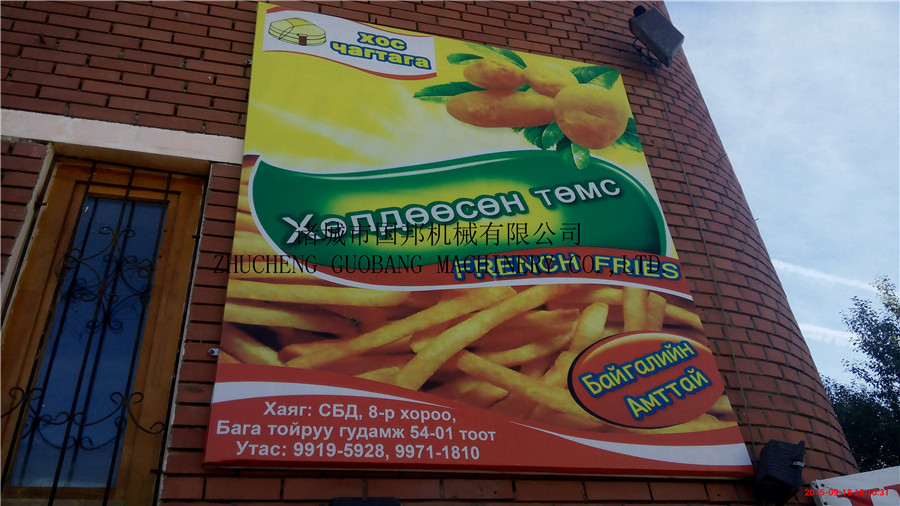 хос
чагтага
Хөлдөөсөн төмс
诸城市国邦机械有限公司
ZHUCHENG GUOBANG MACHINERY CO.,LTD
FRENCH FRIES
Байгалийн
Амттай
Хаяг: СБД, 8-р хороо,
Бага тойруу гудамж 54-01 тоот
Утас: 9919-5928, 9971-1810